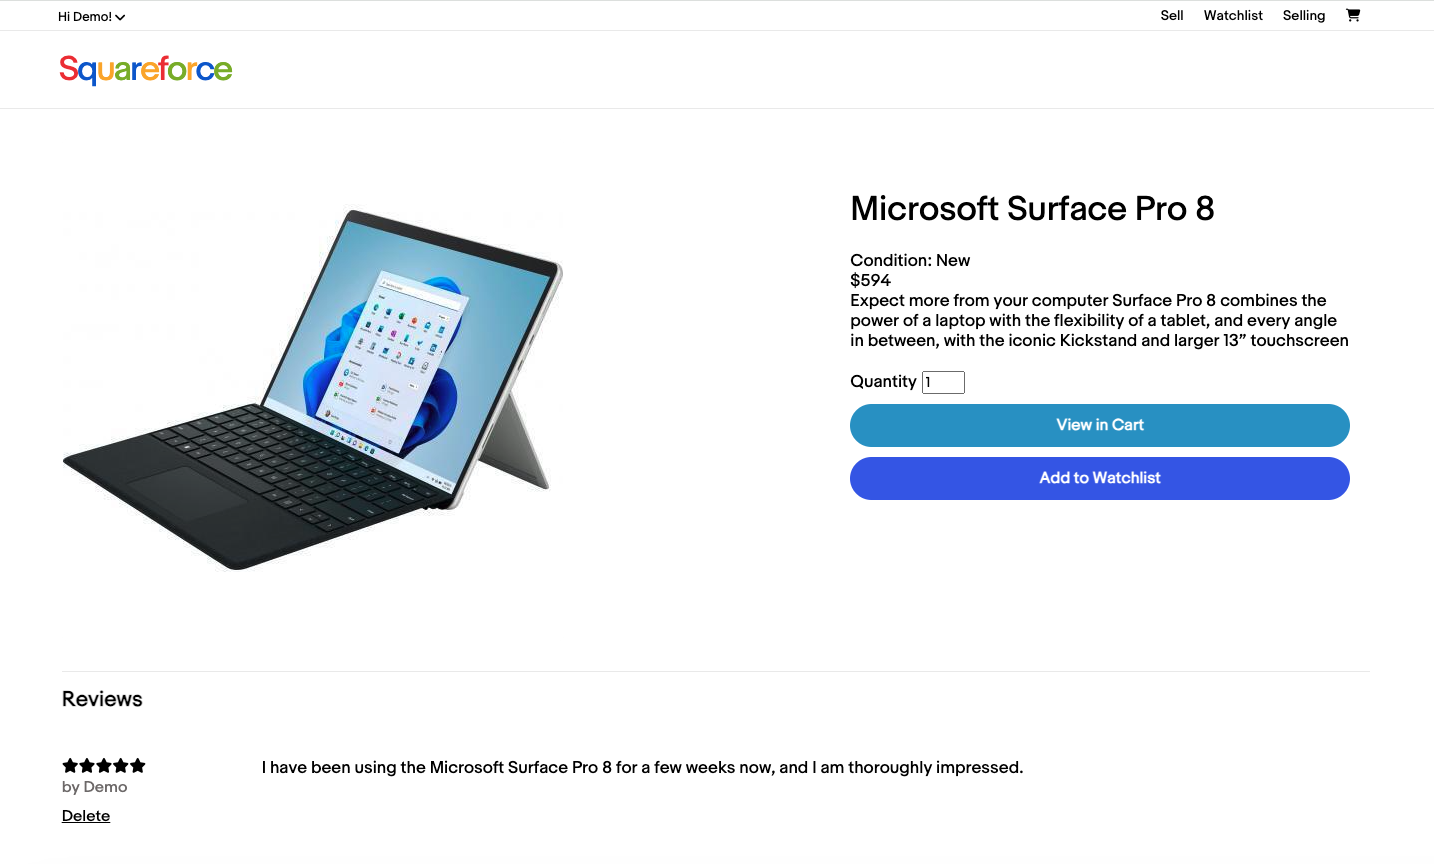 Hi Demo!
Sell Watchlist Selling
Squareforce
Microsoft Surface Pro 8
Condition: New
$594
Expect more from your computer Surface Pro 8 combines the
power of a laptop with the flexibility of a tablet, and every angle
in between, with the iconic Kickstand and larger 13” touchscreen
Quantity 1
View in Cart
Add to Watchlist
Reviews
I have been using the Microsoft Surface Pro 8 for a few weeks now, and I am thoroughly impressed.
by Demo
Delete